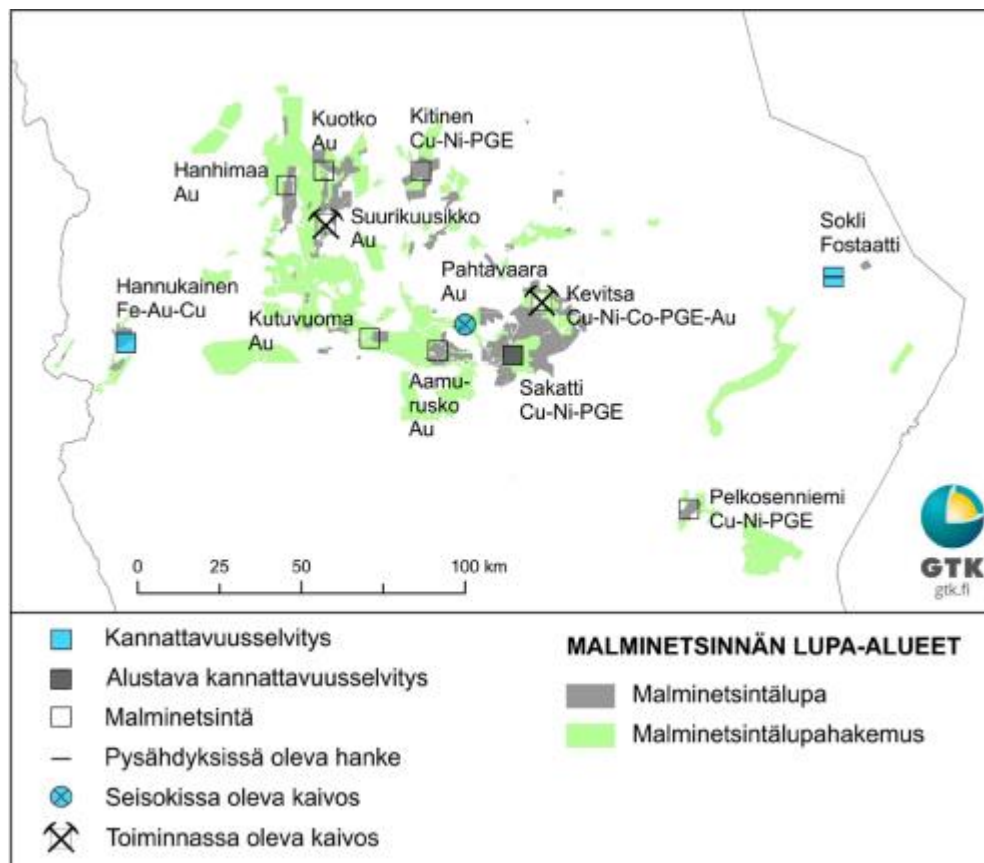 Kuotko
Au
Kitinen
Cu-Ni-PGE
Hanhimaa
Au
Suurikuusikko
Au
Sokli
Fostaatti
Pahtavaara
Au
Kevitsa
Cu-Ni-Co-PGE-Au
Hannukainen
Fe-Au-Cu
Kutuvuoma
Au
Aamu-
rusko
Au
Sakatti
Cu-Ni-PGE
Pelkosenniemi
Cu-Ni-PGE
0 25 50 100 km
GTK
gtk.fi
Kannattavuusselvitys
Alustava kannattavuusselvitys
Malminetsintä
Pysähdyksissä oleva hanke
Seisokissa oleva kaivos
Toiminnassa oleva kaivos
MALMINETSINNÄN LUPA-ALUEET
Malminetsintälupa
Malminetsintälupahakemus